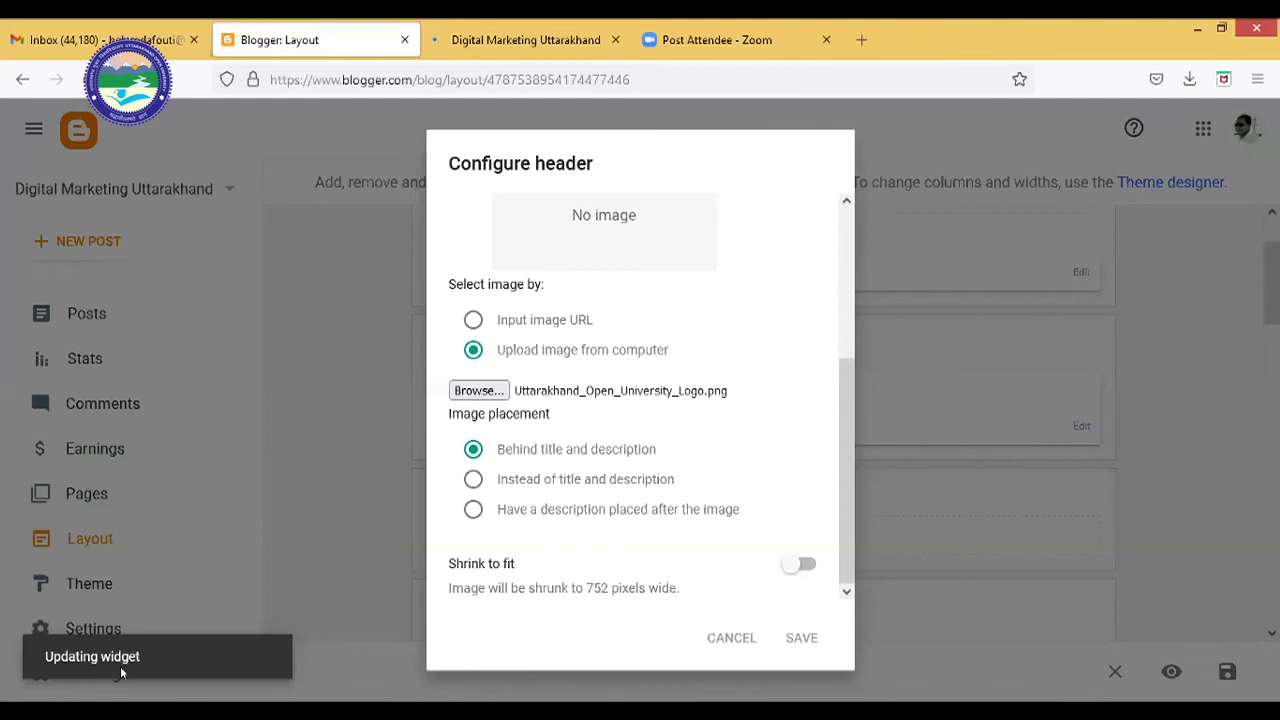 Inbox (44,180) -
Blogger: Layout
Digital Marketing Uttarakhand
Post Attendee - Zoom
https://www.blogger.com/blog/layout/4787538954174477446
Digital Marketing Uttarakhand
Add, remove and
To change columns and widths, use the Theme designer.
NEW POST
Posts
Stats
Comments
Earnings
Pages
Layout
Theme
Settings
Updating widget
Configure header
No image
Select image by:
Input image URL
Upload image from computer
Browse... Uttarakhand_Open_University_Logo.png
Image placement
Behind title and description
Instead of title and description
Have a description placed after the image
Shrink to fit
Image will be shrunk to 752 pixels wide.
CANCEL SAVE
Edit
Edit